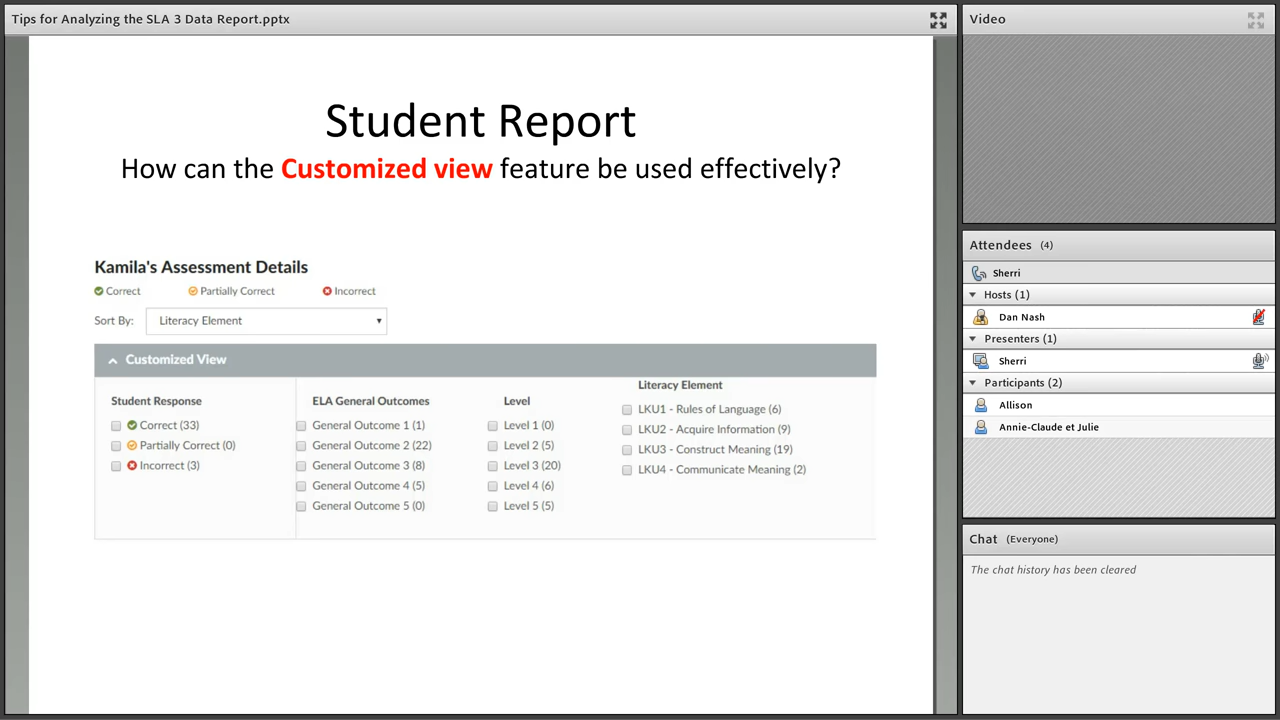 Tips for Analyzing the SLA 3 Data Report.pptx
Student Report
How can the Customized view feature be used effectively?
Kamila's Assessment Details
Correct Partially Correct Incorrect
Sort By: Literacy Element
Customized View
Student Response
Correct (33)
Partially Correct (0)
Incorrect (3)
ELA General Outcomes
General Outcome 1 (1)
General Outcome 2 (22)
General Outcome 3 (8)
General Outcome 4 (5)
General Outcome 5 (0)
Level
Level 1 (0)
Level 2 (5)
Level 3 (20)
Level 4 (6)
Level 5 (5)
Literacy Element
LKU1 - Rules of Language (6)
LKU2 - Acquire Information (9)
LKU3 - Construct Meaning (19)
LKU4 - Communicate Meaning (2)
Video
Attendees (4)
Sherri
Hosts (1)
Dan Nash
Presenters (1)
Sherri
Participants (2)
Allison
Annie-Claude et Julie
Chat (Everyone)
The chat history has been cleared